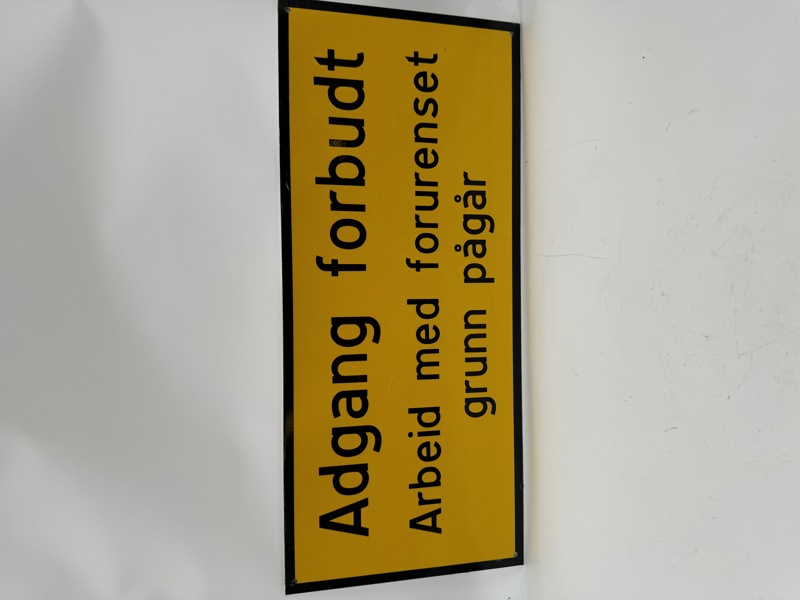 Adgang forbudt
Arbeid med forurenset
grunn pågår